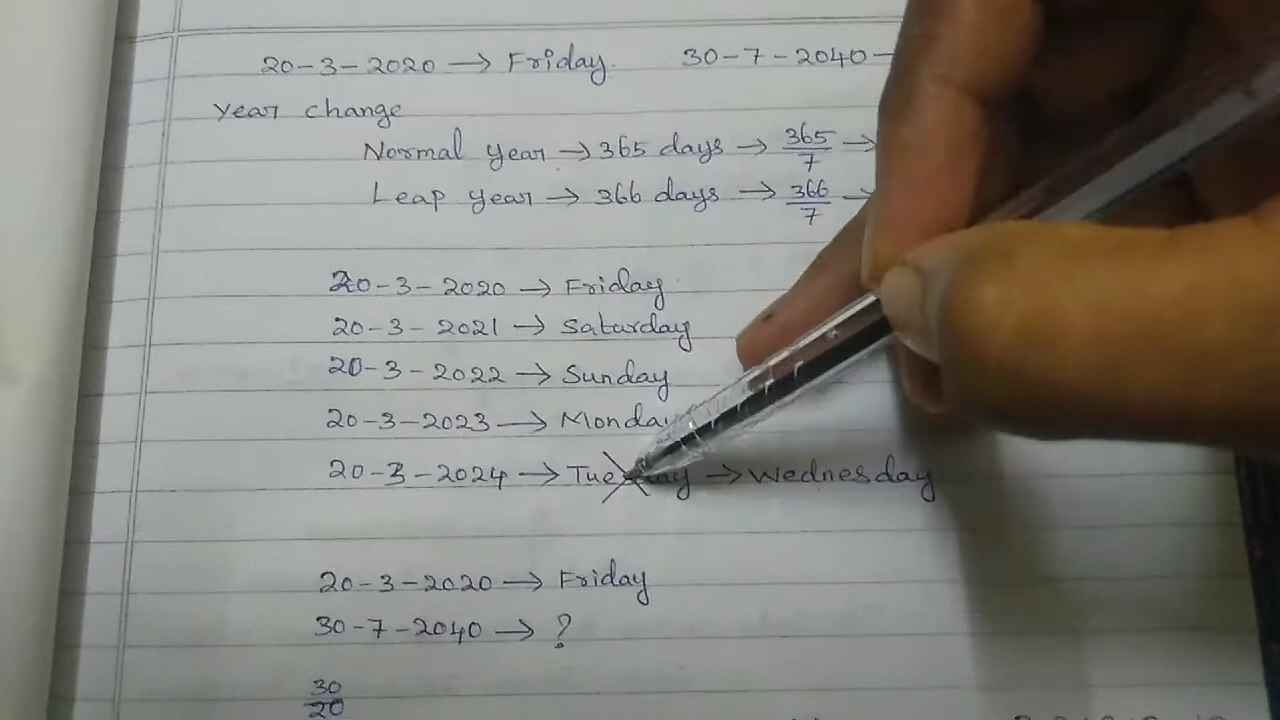 20-3-2020 → Friday. 30-7-2040 -
Year change
Normal year → 365 days → 365/7 →
Leap year → 366 days → 366/7 →
20-3-2020 → Friday
20-3-2021 → Saturday
20-3-2022 → Sunday
20-3-2023 → Monday
20-3-2024 → Tuesday → Wednesday
20-3-2020 → Friday
30-7-2040 → ?
30
20